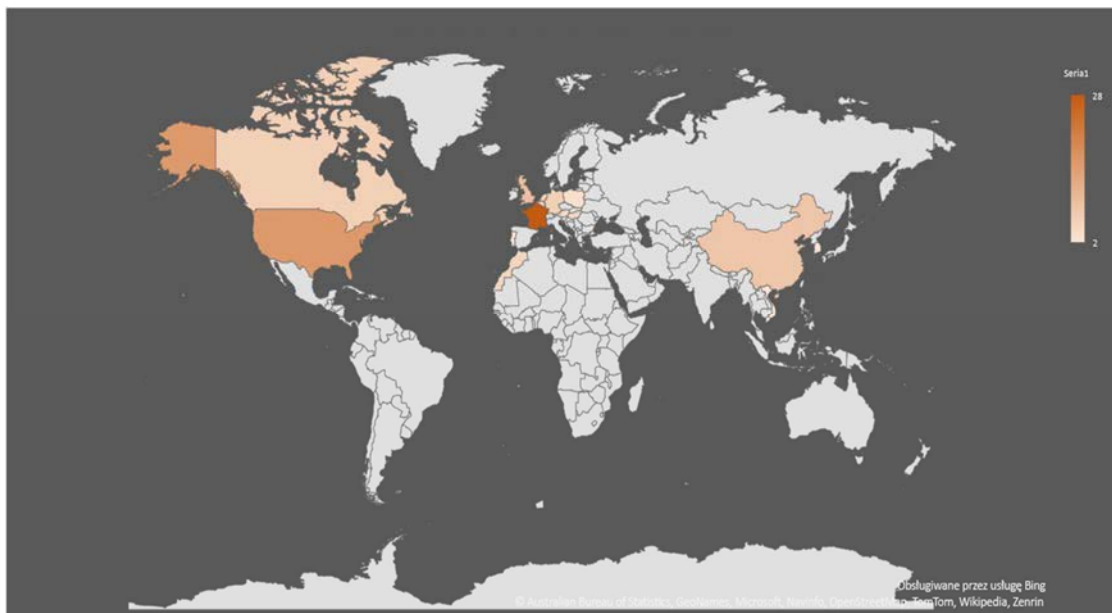 Seria1
28
2
Obsługiwane przez usługę Bing
© Australian Bureau of Statistics, GeoNames, Microsoft, Navinfo, OpenStreetMap, TomTom, Wikipedia, Zenrin